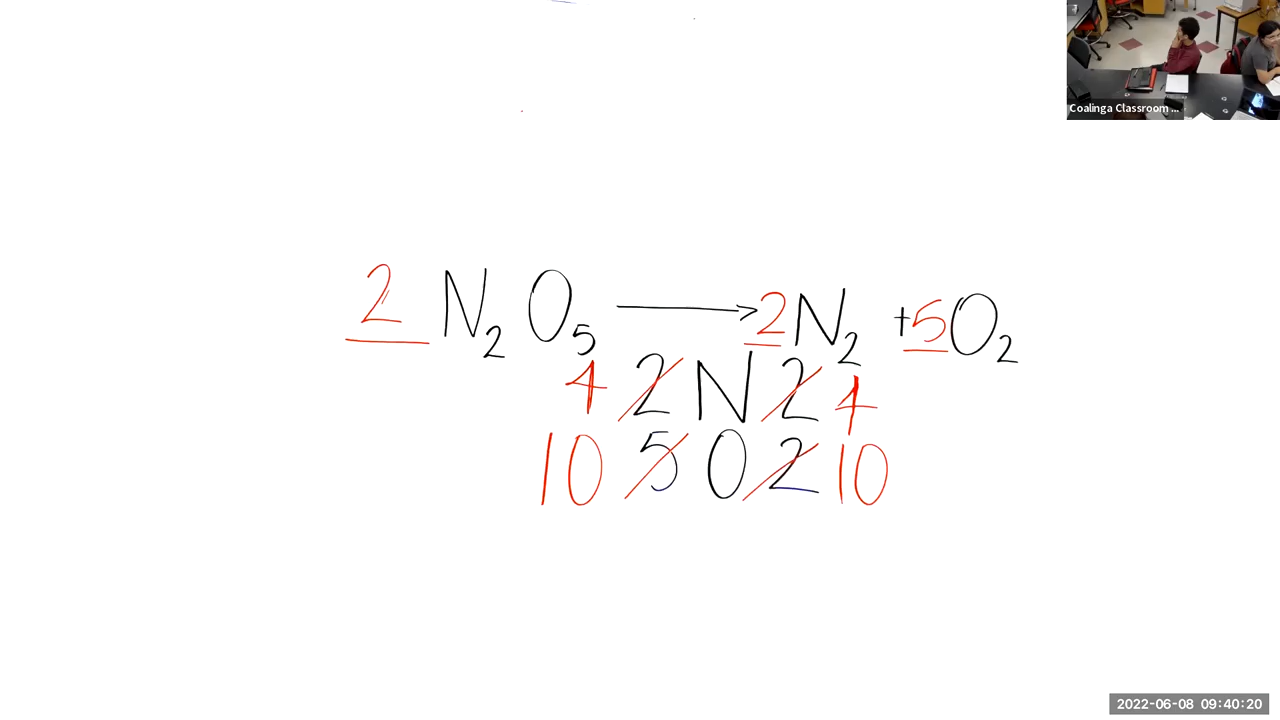 Coalinga Classroom ...
2 N₂O₅ → 2N₂ + 5O₂
4 2 N 2 4
10 5 O 2 10
2022-06-08 09:40:20